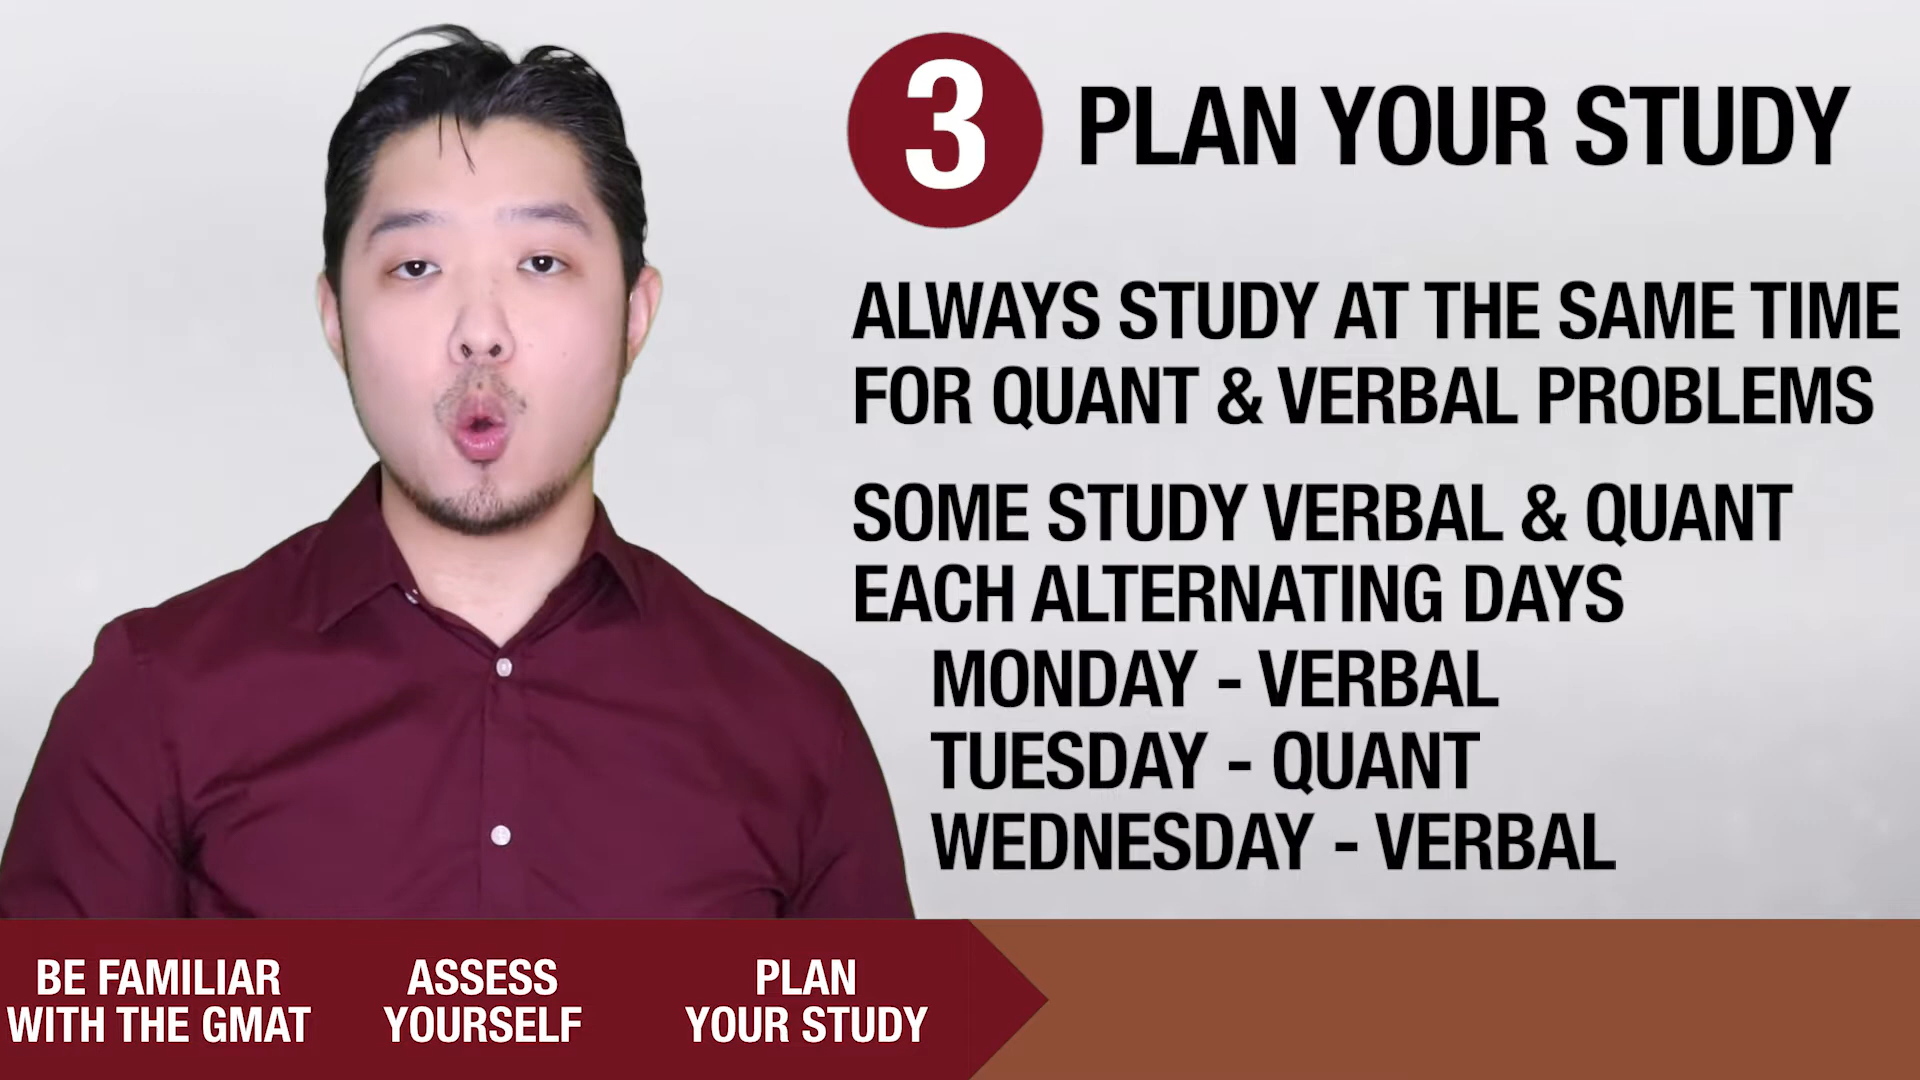 3 PLAN YOUR STUDY
ALWAYS STUDY AT THE SAME TIME
FOR QUANT & VERBAL PROBLEMS
SOME STUDY VERBAL & QUANT
EACH ALTERNATING DAYS
MONDAY - VERBAL
TUESDAY - QUANT
WEDNESDAY - VERBAL
BE FAMILIAR
WITH THE GMAT
ASSESS
YOURSELF
PLAN
YOUR STUDY